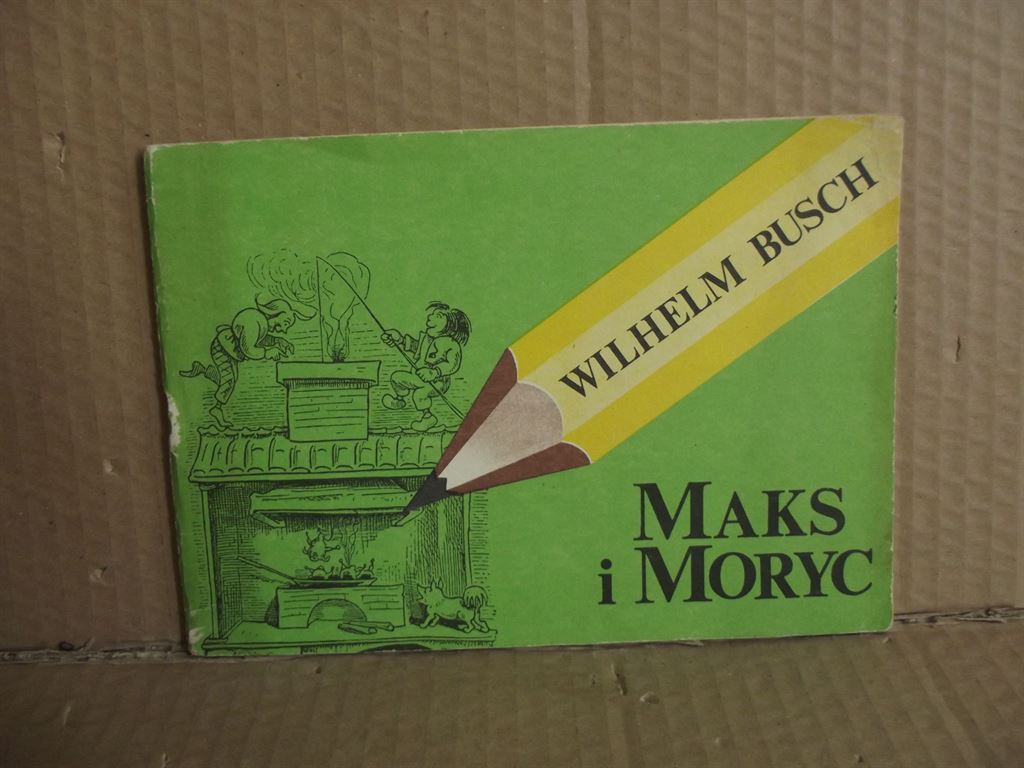 WILHELM BUSCH
MAKS
i MORYC